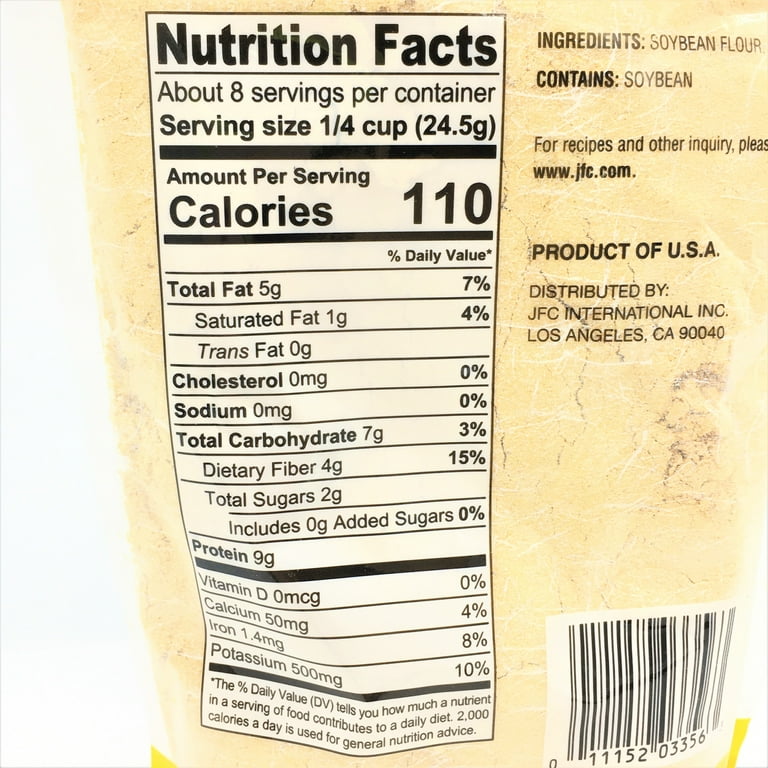 Nutrition Facts
About 8 servings per container
Serving size 1/4 cup (24.5g)
Amount Per Serving
Calories 110
% Daily Value*
Total Fat 5g 7%
Saturated Fat 1g 4%
Trans Fat 0g
Cholesterol 0mg 0%
Sodium 0mg 0%
Total Carbohydrate 7g 3%
Dietary Fiber 4g 15%
Total Sugars 2g
Includes 0g Added Sugars 0%
Protein 9g
Vitamin D 0mcg 0%
Calcium 50mg 4%
Iron 1.4mg 8%
Potassium 500mg 10%
*The % Daily Value (DV) tells you how much a nutrient
in a serving of food contributes to a daily diet. 2,000
calories a day is used for general nutrition advice.
INGREDIENTS: SOYBEAN FLOUR
CONTAINS: SOYBEAN
For recipes and other inquiry, pleas
www.jfc.com.
PRODUCT OF U.S.A.
DISTRIBUTED BY:
JFC INTERNATIONAL INC.
LOS ANGELES, CA 90040
0 11152 03356